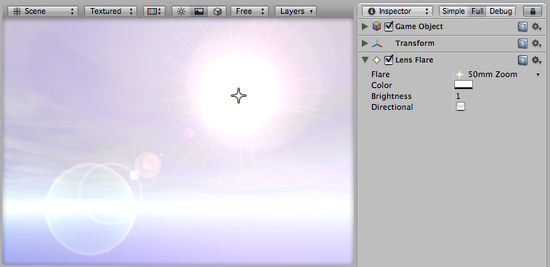 Scene
Textured
Free
Layers
Inspector
Simple Full Debug
Game Object
Transform
Lens Flare
Flare 50mm Zoom
Color
Brightness 1
Directional